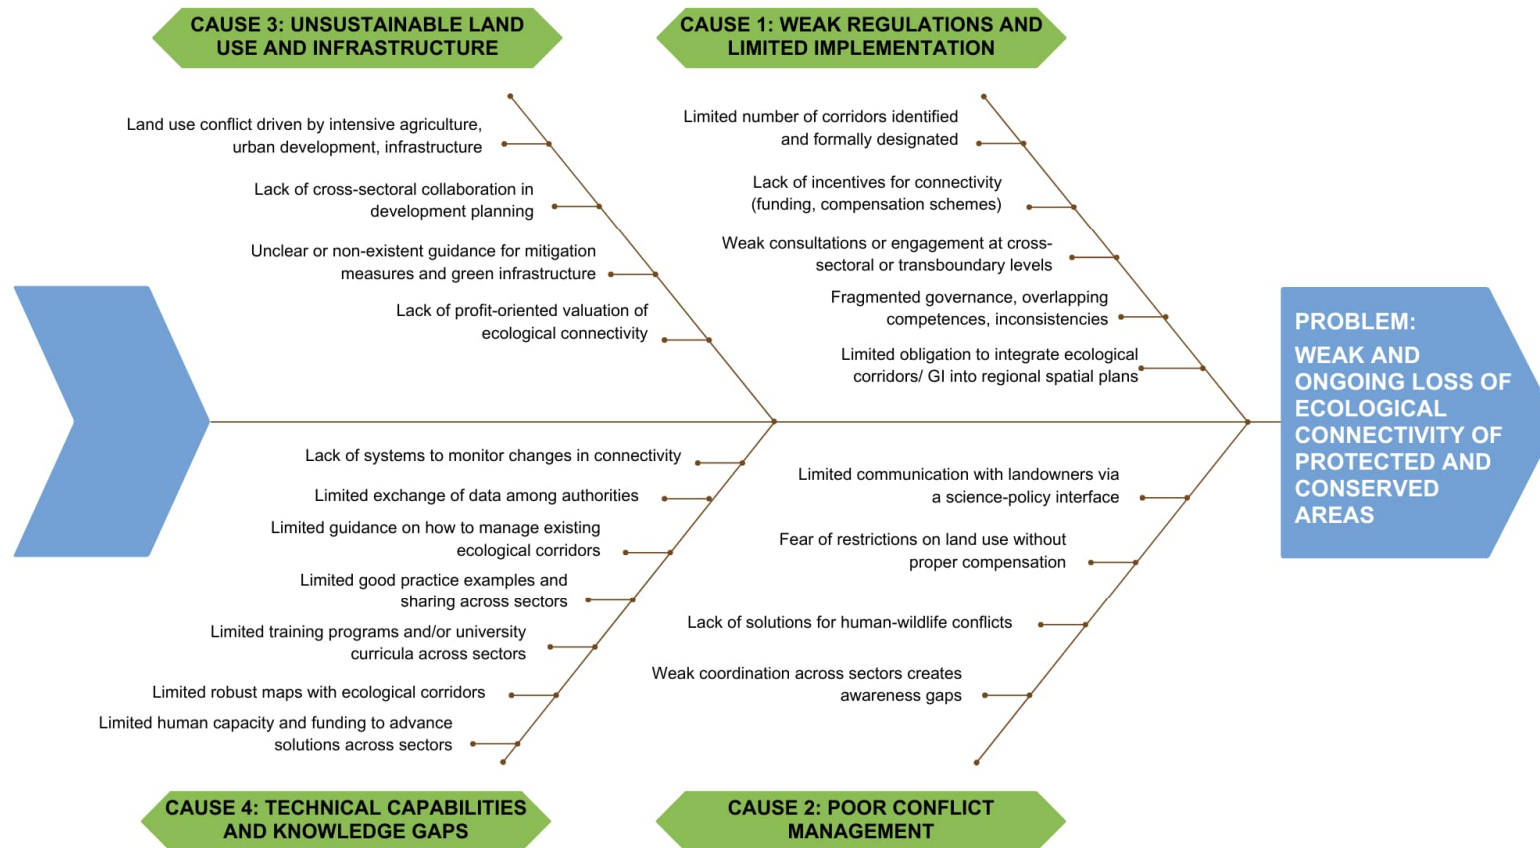 CAUSE 3: UNSUSTAINABLE LAND
USE AND INFRASTRUCTURE
Land use conflict driven by intensive agriculture,
urban development, infrastructure
Lack of cross-sectoral collaboration in
development planning
Unclear or non-existent guidance for mitigation
measures and green infrastructure
Lack of profit-oriented valuation of
ecological connectivity
CAUSE 1: WEAK REGULATIONS AND
LIMITED IMPLEMENTATION
Limited number of corridors identified
and formally designated
Lack of incentives for connectivity
(funding, compensation schemes)
Weak consultations or engagement at cross-
sectoral or transboundary levels
Fragmented governance, overlapping
competences, inconsistencies
Limited obligation to integrate ecological
corridors/ GI into regional spatial plans
PROBLEM:
WEAK AND
ONGOING LOSS OF
ECOLOGICAL
CONNECTIVITY OF
PROTECTED AND
CONSERVED
AREAS
Lack of systems to monitor changes in connectivity
Limited exchange of data among authorities
Limited guidance on how to manage existing
ecological corridors
Limited good practice examples and
sharing across sectors
Limited training programs and/or university
curricula across sectors
Limited robust maps with ecological corridors
Limited human capacity and funding to advance
solutions across sectors
CAUSE 4: TECHNICAL CAPABILITIES
AND KNOWLEDGE GAPS
Limited communication with landowners via
a science-policy interface
Fear of restrictions on land use without
proper compensation
Lack of solutions for human-wildlife conflicts
Weak coordination across sectors creates
awareness gaps
CAUSE 2: POOR CONFLICT
MANAGEMENT